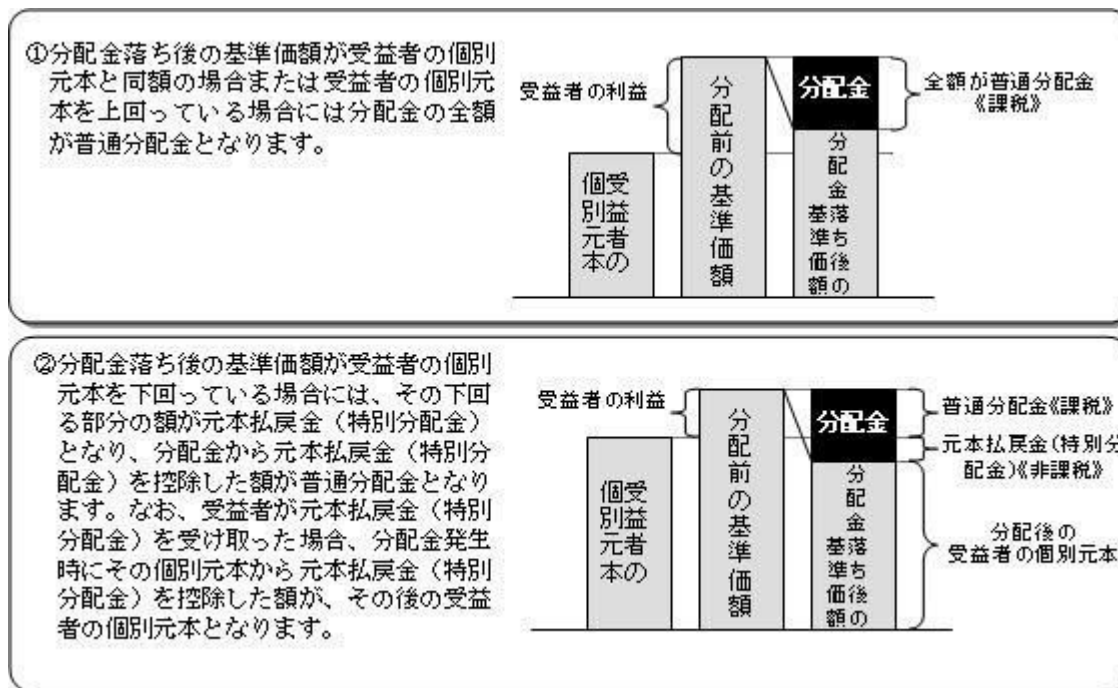 ①分配金落ち後の基準価額が受益者の個別
元本と同額の場合または受益者の個別元
本を上回っている場合には分配金の全額
が普通分配金となります。
受益者の利益
受益者の
個別元本
分配前の基準価額
分配金
分配金落ち後の
基準価額
全額が普通分配金
《課税》
②分配金落ち後の基準価額が受益者の個別
元本を下回っている場合には、その下回
る部分の額が元本払戻金（特別分配金）
となり、分配金から元本払戻金（特別分
配金）を控除した額が普通分配金となり
ます。なお、受益者が元本払戻金（特別
分配金）を受け取った場合、分配金発生
時にその個別元本から元本払戻金（特別
分配金）を控除した額が、その後の受益
者の個別元本となります。
受益者の利益
受益者の
個別元本
分配前の基準価額
分配金
分配金落ち後の
基準価額
普通分配金《課税》
元本払戻金（特別分
配金）《非課税》
分配後の
受益者の個別元本